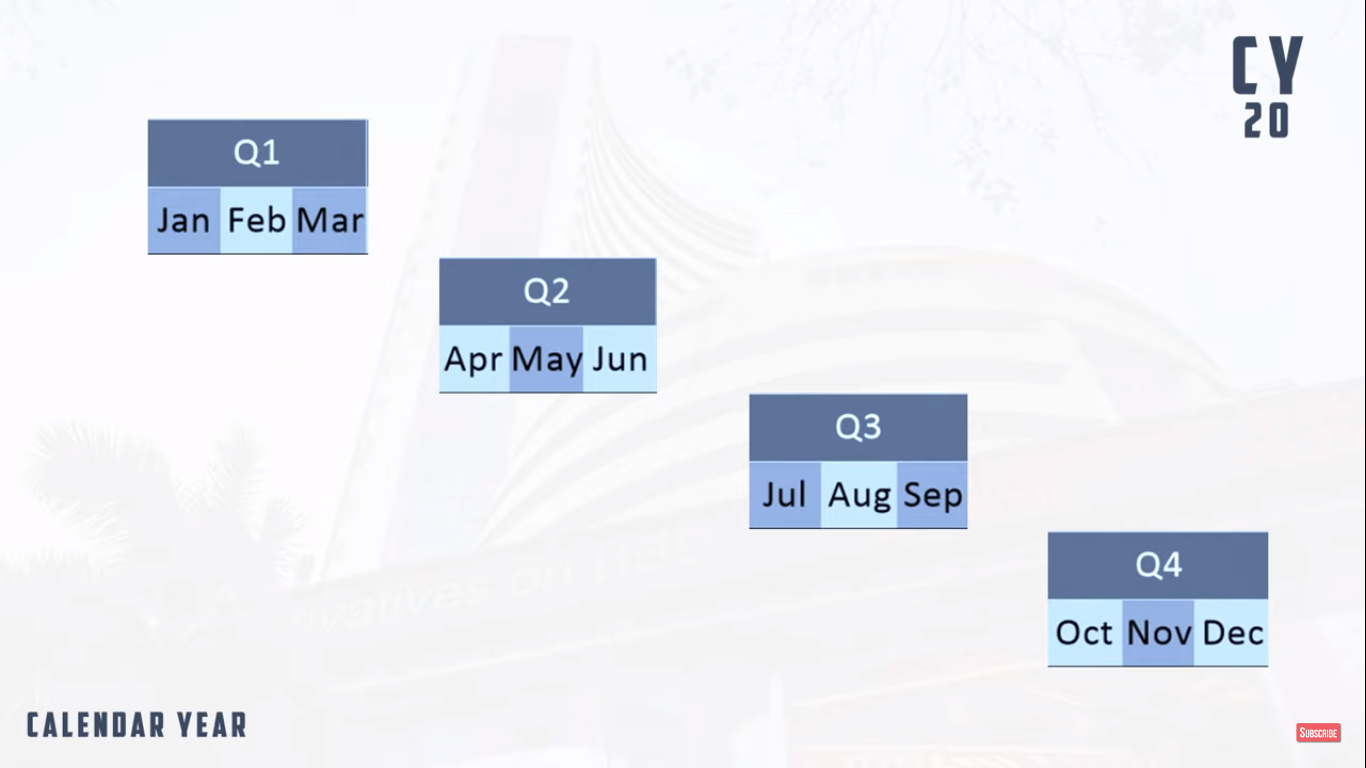 CY
20
Q1
Jan Feb Mar
Q2
Apr May Jun
Q3
Jul Aug Sep
Q4
Oct Nov Dec
CALENDAR YEAR
SUBSCRIBE